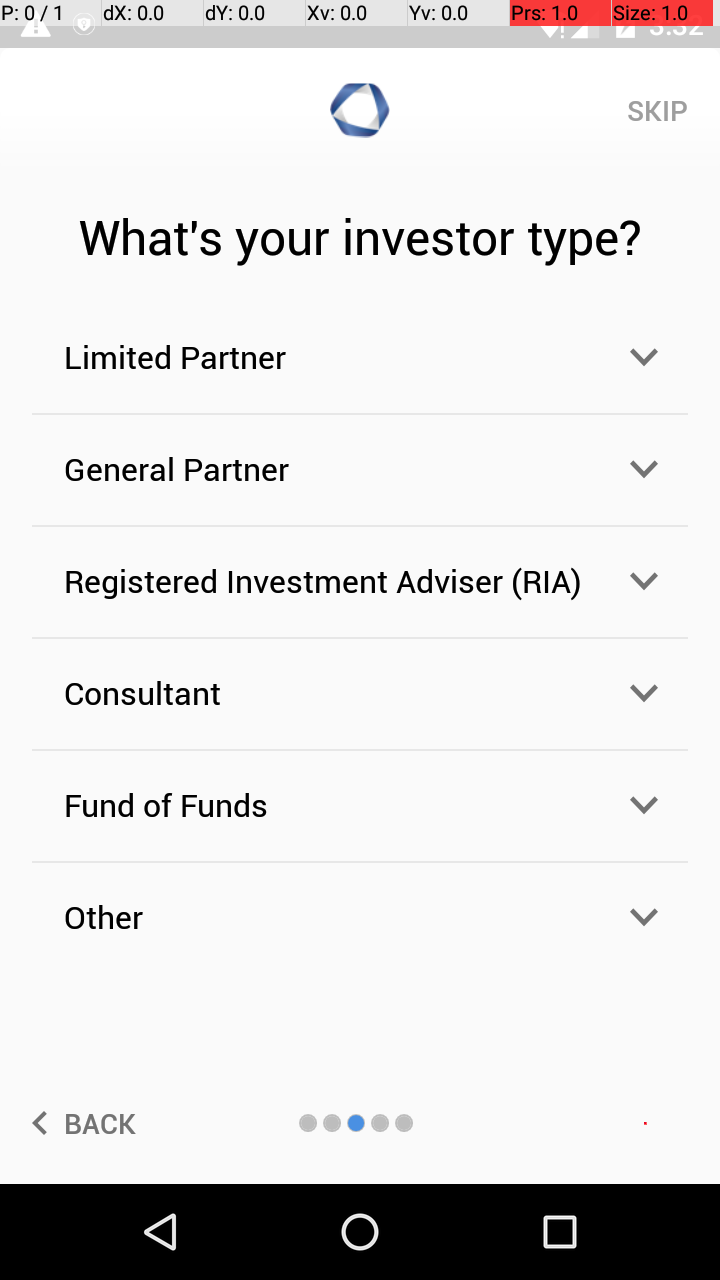 P: 0 / 1 dX: 0.0 dY: 0.0 Xv: 0.0 Yv: 0.0 Prs: 1.0 Size: 1.0
SKIP
What's your investor type?
Limited Partner
General Partner
Registered Investment Adviser (RIA)
Consultant
Fund of Funds
Other
BACK